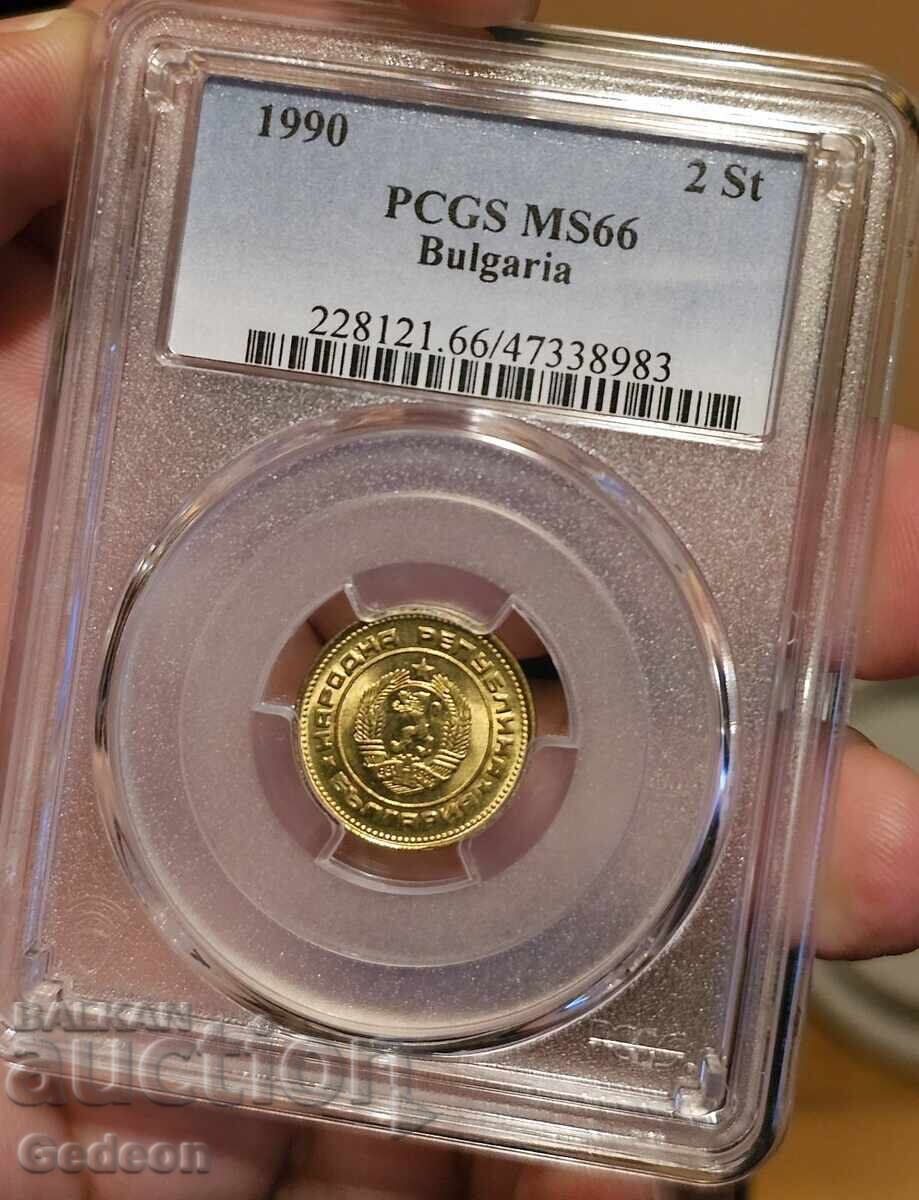 1990
2 St
PCGS MS66
Bulgaria
228121.66/47338983
НАРОДНА РЕПУБЛИКА
БЪЛГАРИЯ
BALKAN
auction
Gedeon